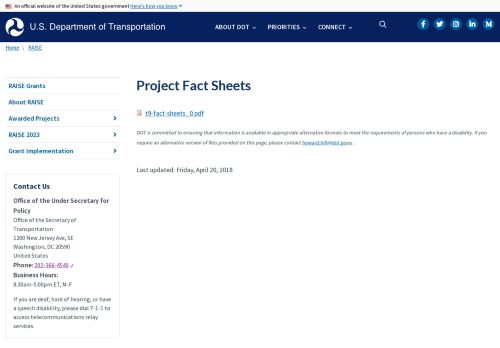 An official website of the United States government Here's how you know
U.S. Department of Transportation
ABOUT DOT
PRIORITIES
CONNECT
Home \ RAISE
RAISE Grants
About RAISE
Awarded Projects
RAISE 2023
Grant Implementation
Contact Us
Office of the Under Secretary for
Policy
Office of the Secretary of
Transportation
1200 New Jersey Ave, SE
Washington, DC 20590
United States
Phone: 202-366-4540
Business Hours:
8:30am-5:00pm ET, M-F
If you are deaf, hard of hearing, or have
a speech disability, please dial 7-1-1 to
access telecommunications relay
services.
Project Fact Sheets
t9-fact-sheets_0.pdf
DOT is committed to ensuring that information is available in appropriate alternative formats to meet the requirements of persons who have a disability. If you
require an alternative version of files provided on this page, please contact howard.hill@dot.gov.
Last updated: Friday, April 20, 2018